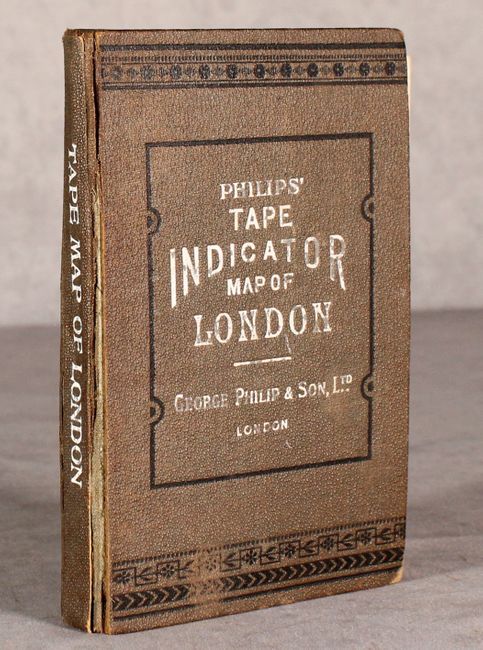 TAPE MAP OF LONDON
PHILIPS'
TAPE
INDICATOR
MAP OF
LONDON
GEORGE PHILIP & SON, LTD
LONDON